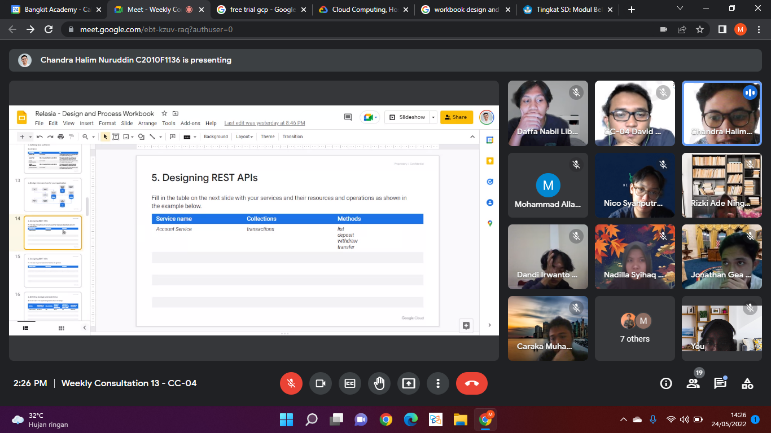 Bangkit Academy - Ca
Meet - Weekly Co
free trial gcp - Google
Cloud Computing, Ho
workbook design and
Tingkat SD: Modul Be
meet.google.com/ebt-kzuv-raq?authuser=0
M
Chandra Halim Nuruddin C2010F1136 is presenting
Relasia - Design and Process Workbook
File Edit View Insert Format Slide Arrange Tools Add-ons Help Last edit was yesterday at 8:46 PM
Slideshow
Share
Background Layout Theme Transition
13
14
15
16
5. Designing REST APIs
Fill in the table on the next slide with your services and their resources and operations as shown in
the example below.
Service name Collections Methods
Account Service transactions list
deposit
withdraw
transfer
Google Cloud
Daffa Nabil Lib...
CC-04 David ...
Chandra Halim...
M
Mohammad Alla...
Nico Syahputr...
Rizki Ade Ning...
Dandi Irwanto ...
Nadilla Syihaq ...
Jonathan Gea ...
Caraka Muha...
M
7 others
You
2:26 PM | Weekly Consultation 13 - CC-04
19
32°C
Hujan ringan
14:26
24/05/2022
1